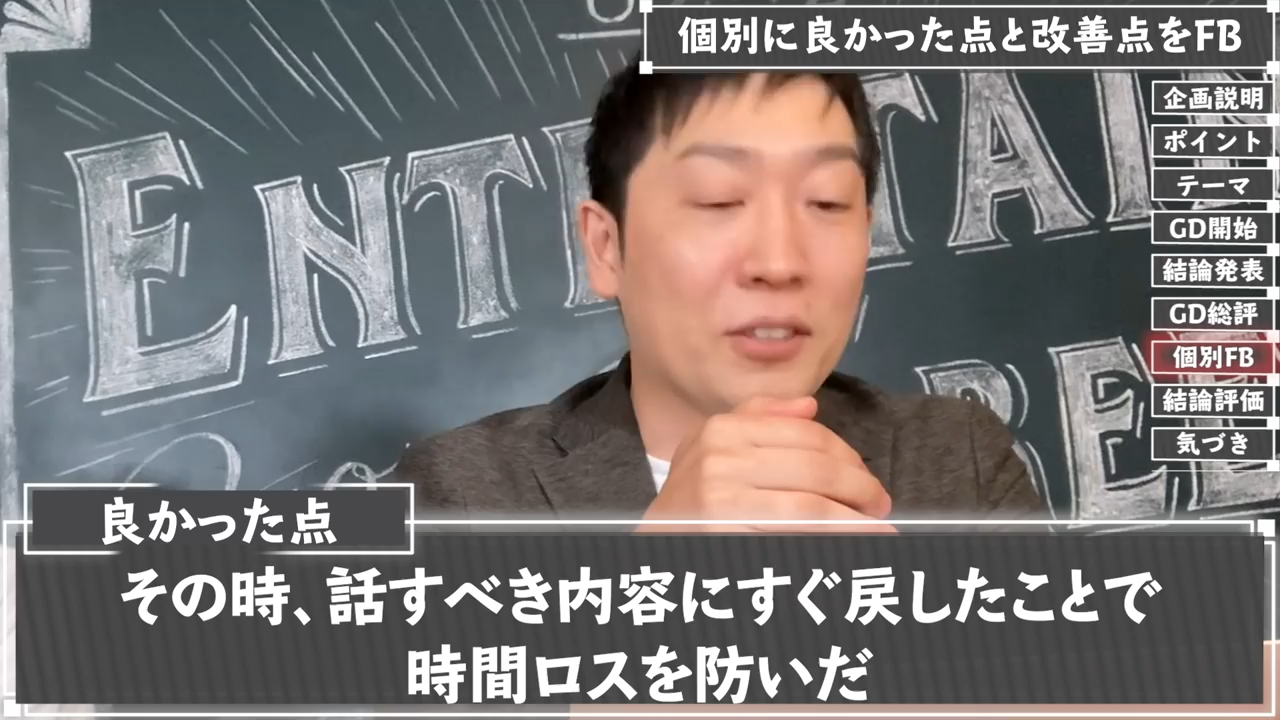 個別に良かった点と改善点をFB
企画説明
ポイント
テーマ
GD開始
結論発表
GD総評
個別FB
結論評価
気づき
ENTERTAIN
良かった点
その時、話すべき内容にすぐ戻したことで
時間ロスを防いだ